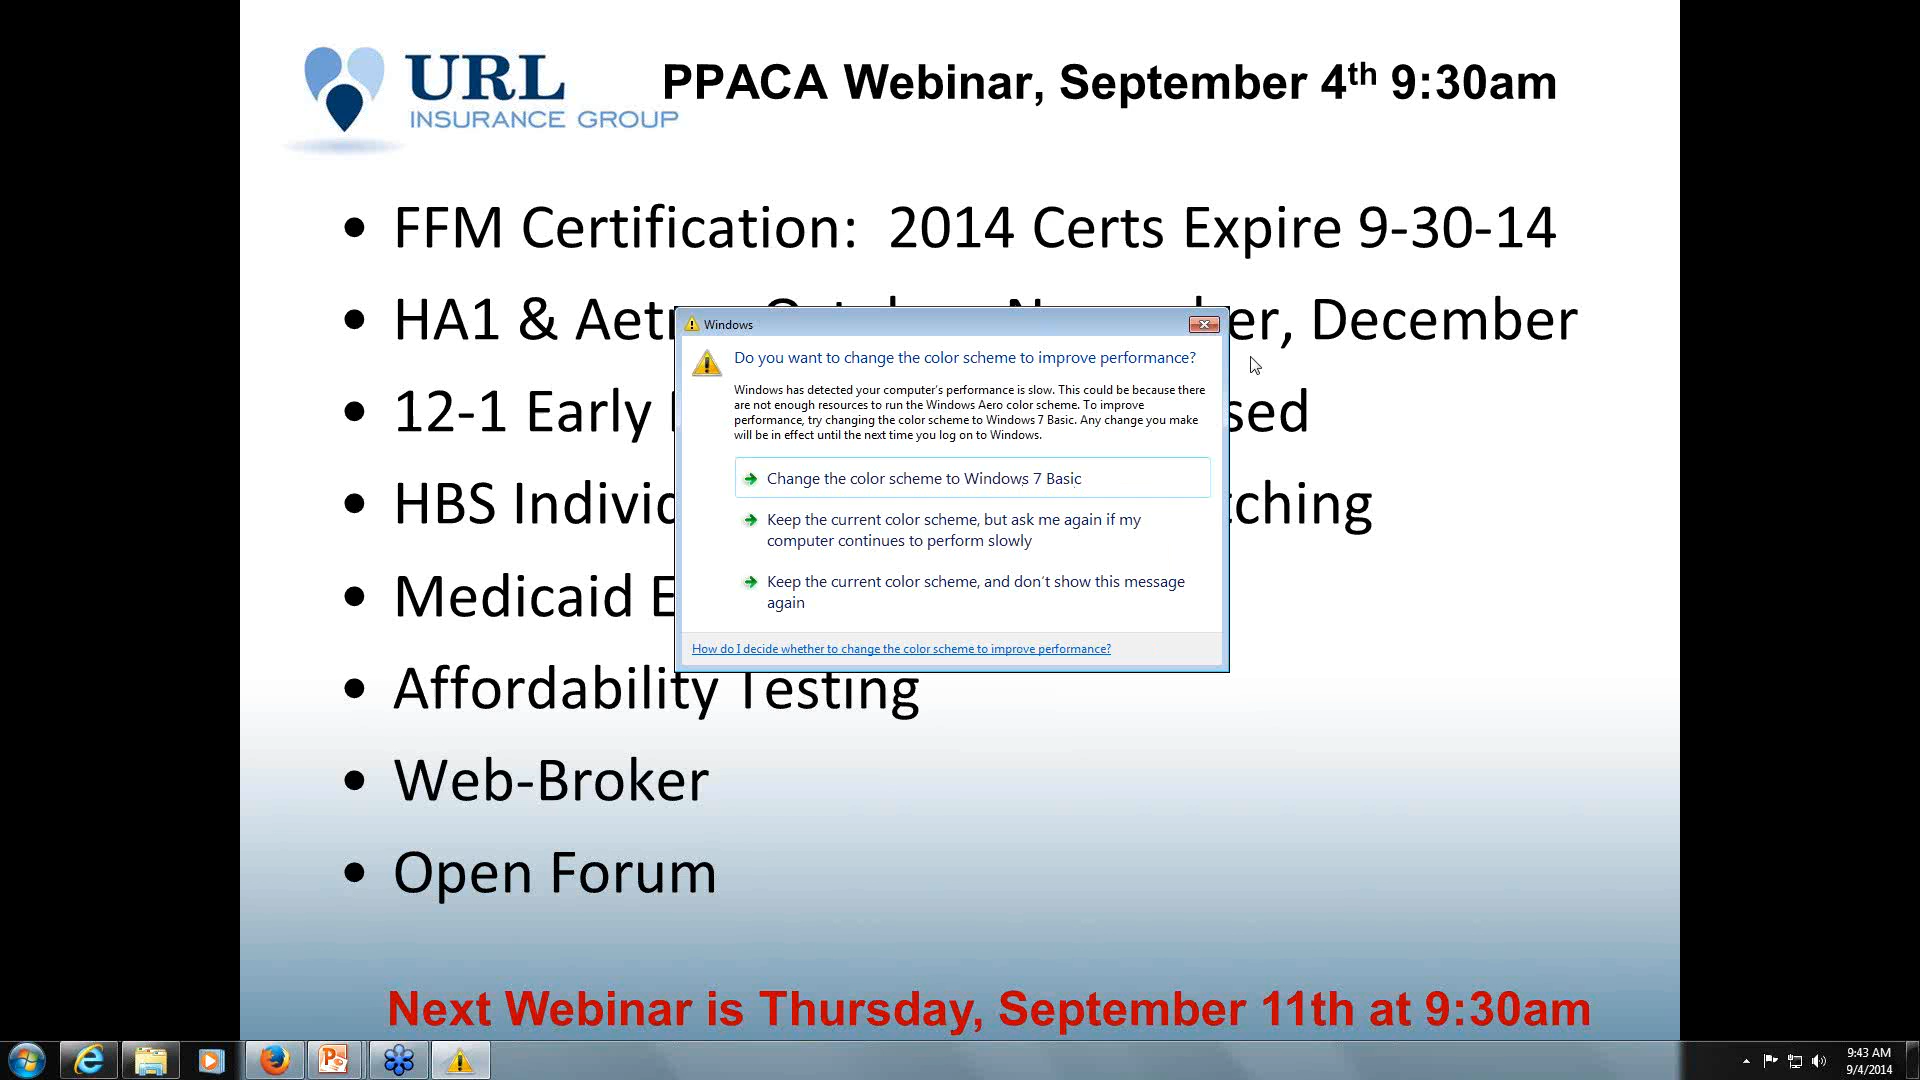 URL
INSURANCE GROUP
PPACA Webinar, September 4th 9:30am
• FFM Certification:  2014 Certs Expire 9-30-14
• HA1 & December
• 12-1 Early
• HBS
• Medicaid
• Affordability Testing
• Web-Broker
• Open Forum
Next Webinar is Thursday, September 11th at 9:30am
Windows
Do you want to change the color scheme to improve performance?
Windows has detected your computer's performance is slow. This could be because there
are not enough resources to run the Windows Aero color scheme. To improve
performance, try changing the color scheme to Windows 7 Basic. Any change you make
will be in effect until the next time you log on to Windows.
Change the color scheme to Windows 7 Basic
Keep the current color scheme, but ask me again if my
computer continues to perform slowly
Keep the current color scheme, and don't show this message
again
How do I decide whether to change the color scheme to improve performance?
9:43 AM
9/4/2014